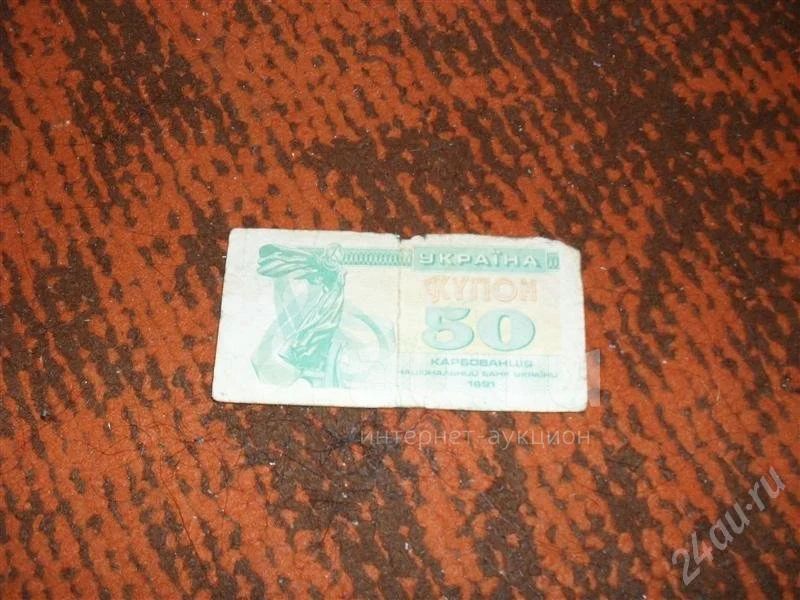 УКРАЇНА
КУПОН
50
КАРБОВАНЦІВ
НАЦІОНАЛЬНИЙ БАНК УКРАЇНИ
1991
интернет-аукцион
24au.ru